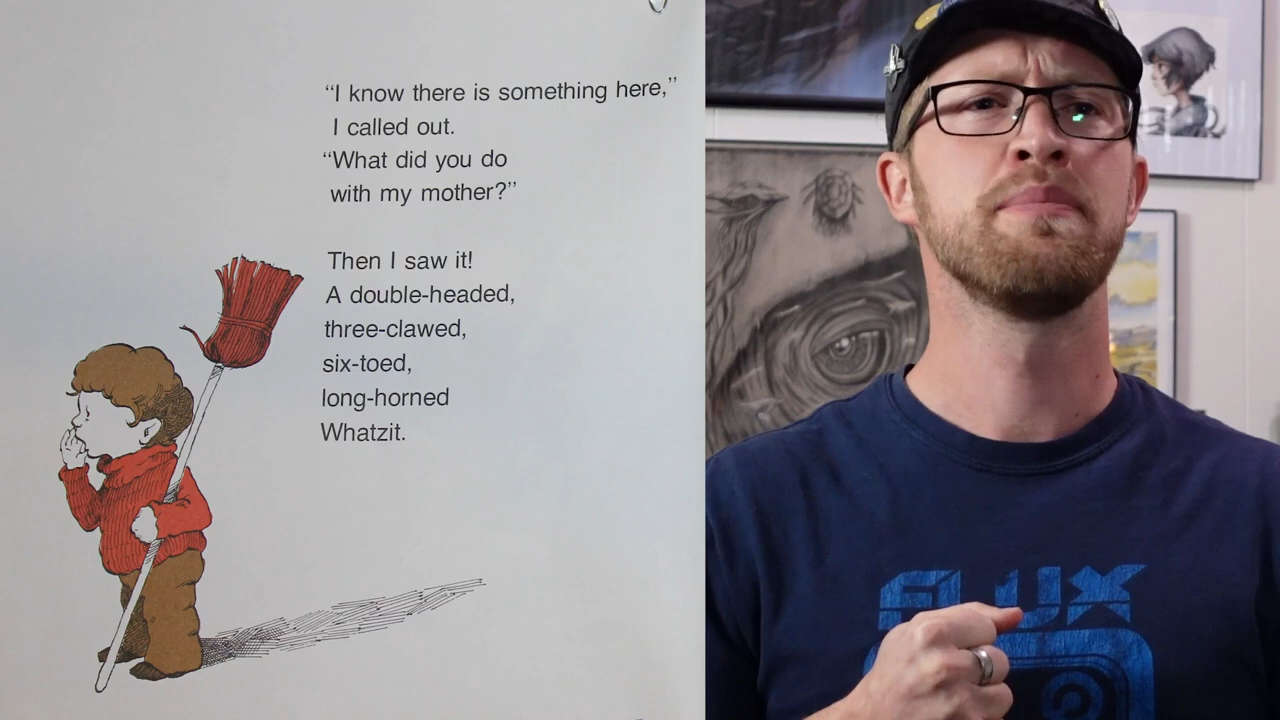 “I know there is something here,”
I called out.
“What did you do
with my mother?”
Then I saw it!
A double-headed,
three-clawed,
six-toed,
long-horned
Whatzit.
FLUX